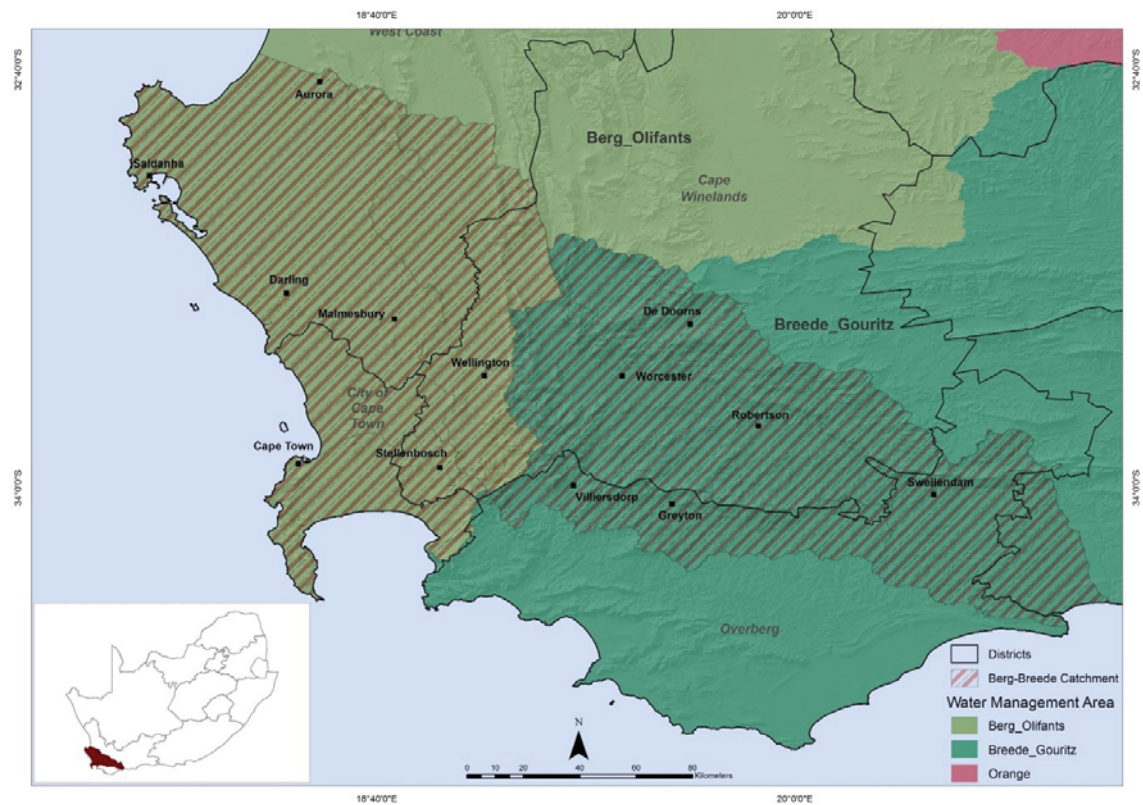 18°40'0"E
20°0'0"E
32°40'0"S
32°40'0"S
West Coast
Aurora
Berg_Olifants
Saldanha
Cape
Winelands
Darling
Malmesbury
De Doorns
Breede_Gouritz
Wellington
Worcester
City of
Cape
Town
Robertson
Cape Town
Stellenbosch
34°0'0"S
34°0'0"S
Swellendam
Villiersdorp
Greyton
Overberg
Districts
Berg-Breede Catchment
Water Management Area
Berg_Olifants
Breede_Gouritz
Orange
N
0 10 20 40 60 80
Kilometers
18°40'0"E
20°0'0"E